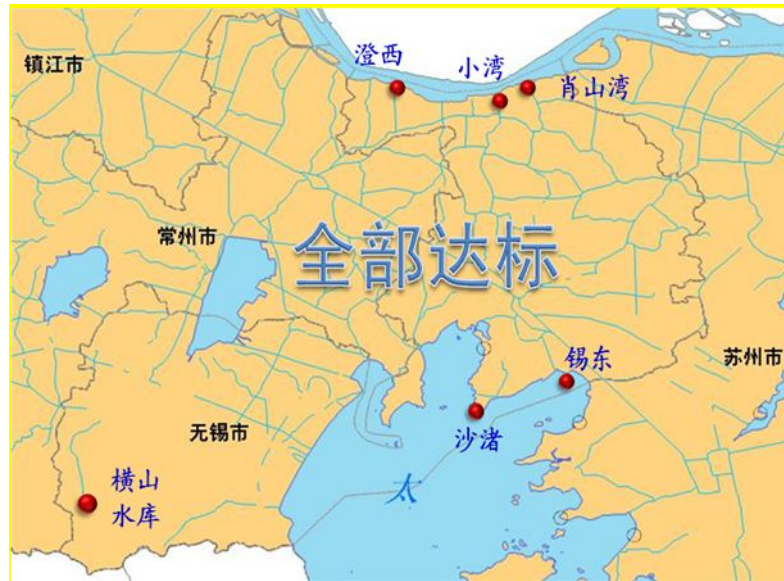 澄西
小湾
肖山湾
镇江市
常州市
全部达标
锡东
苏州市
沙渚
无锡市
横山
水库
太